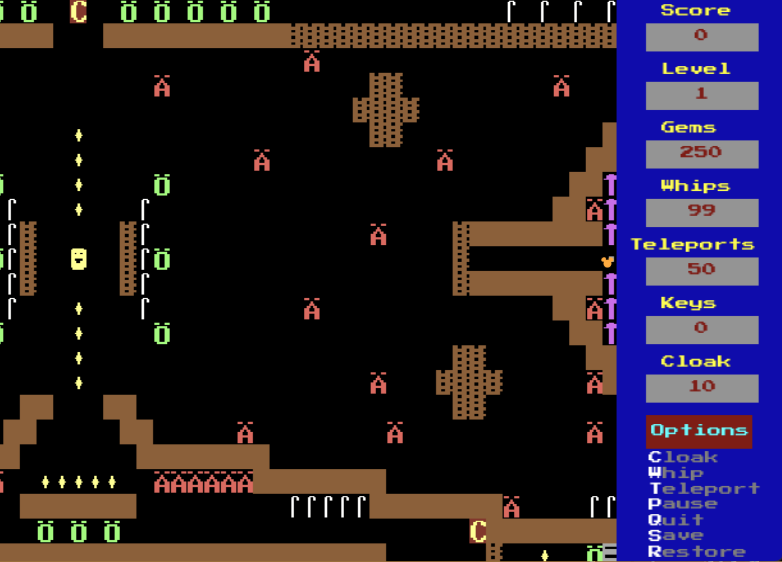 Score
0
Level
1
Gems
250
Whips
99
Teleports
50
Keys
0
Cloak
10
Options
Cloak
Whip
Teleport
Pause
Quit
Save
Restore